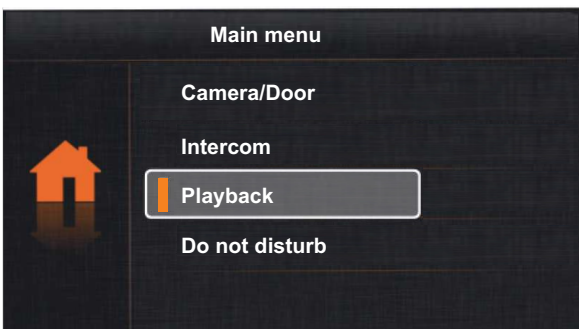 Main menu
Camera/Door
Intercom
Playback
Do not disturb